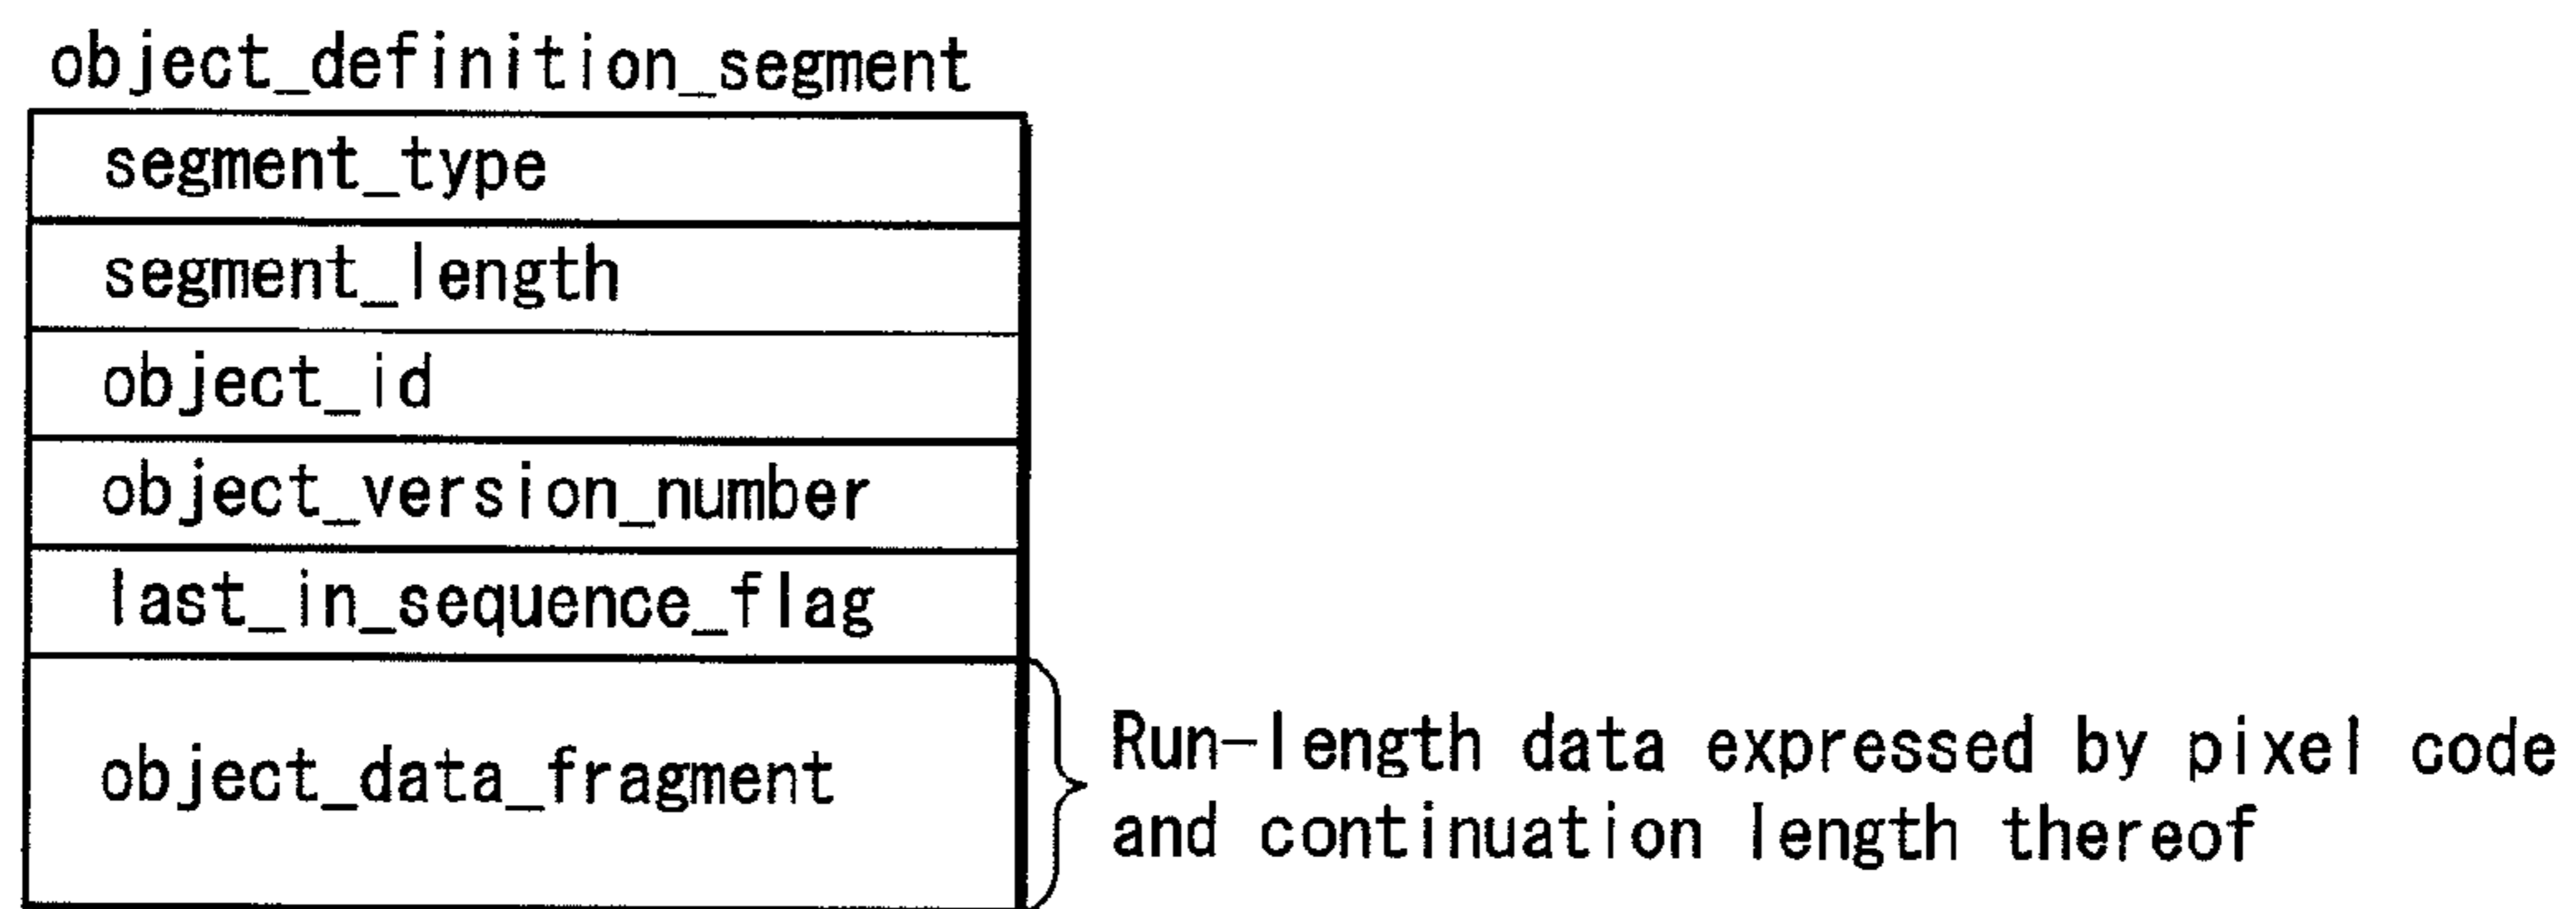 object_definition_segment
segment_type
segment_length
object_id
object_version_number
last_in_sequence_flag
object_data_fragment
Run-length data expressed by pixel code
and continuation length thereof